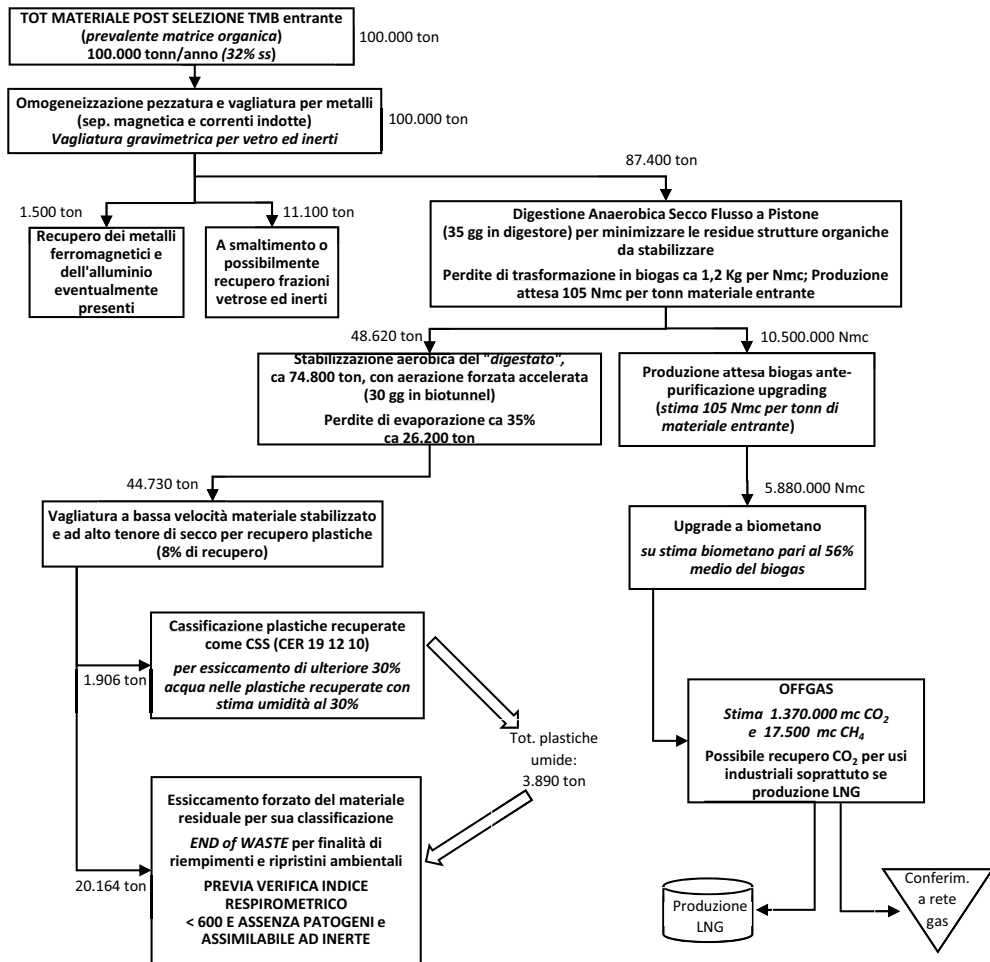 TOT MATERIALE POST SELEZIONE TMB entrante
(prevalente matrice organica)
100.000 tonn/anno (32% ss)
100.000 ton
Omogeneizzazione pezzatura e vagliatura per metalli
(sep. magnetica e correnti indotte)
Vagliatura gravimetrica per vetro ed inerti
100.000 ton
87.400 ton
1.500 ton
11.100 ton
Recupero dei metalli
ferromagnetici e
dell'alluminio
eventualmente
presenti
A smaltimento o
possibilmente
recupero frazioni
vetrose ed inerti
Digestione Anaerobica Secco Flusso a Pistone
(35 gg in digestore) per minimizzare le residue strutture organiche
da stabilizzare
Perdite di trasformazione in biogas ca 1,2 Kg per Nmc; Produzione
attesa 105 Nmc per tonn materiale entrante
48.620 ton
10.500.000 Nmc
Stabilizzazione aerobica del "digestato",
ca 74.800 ton, con aerazione forzata accelerata
(30 gg in biotunnel)
Perdite di evaporazione ca 35%
ca 26.200 ton
Produzione attesa biogas ante-
purificazione upgrading
(stima 105 Nmc per tonn di
materiale entrante)
44.730 ton
5.880.000 Nmc
Vagliatura a bassa velocità materiale stabilizzato
e ad alto tenore di secco per recupero plastiche
(8% di recupero)
Upgrade a biometano
su stima biometano pari al 56%
medio del biogas
Cassificazione plastiche recuperate
come CSS (CER 19 12 10)
per essiccamento di ulteriore 30%
acqua nelle plastiche recuperate con
stima umidità al 30%
1.906 ton
Tot. plastiche
umide:
3.890 ton
OFFGAS
Stima 1.370.000 mc CO₂
e 17.500 mc CH₄
Possibile recupero CO₂ per usi
industriali soprattutto se
produzione LNG
Essiccamento forzato del materiale
residuale per sua classificazione
END of WASTE per finalità di
riempimenti e ripristini ambientali
PREVIA VERIFICA INDICE
RESPIROMETRICO
< 600 E ASSENZA PATOGENI e
ASSIMILABILE AD INERTE
20.164 ton
Produzione
LNG
Conferim.
a rete
gas